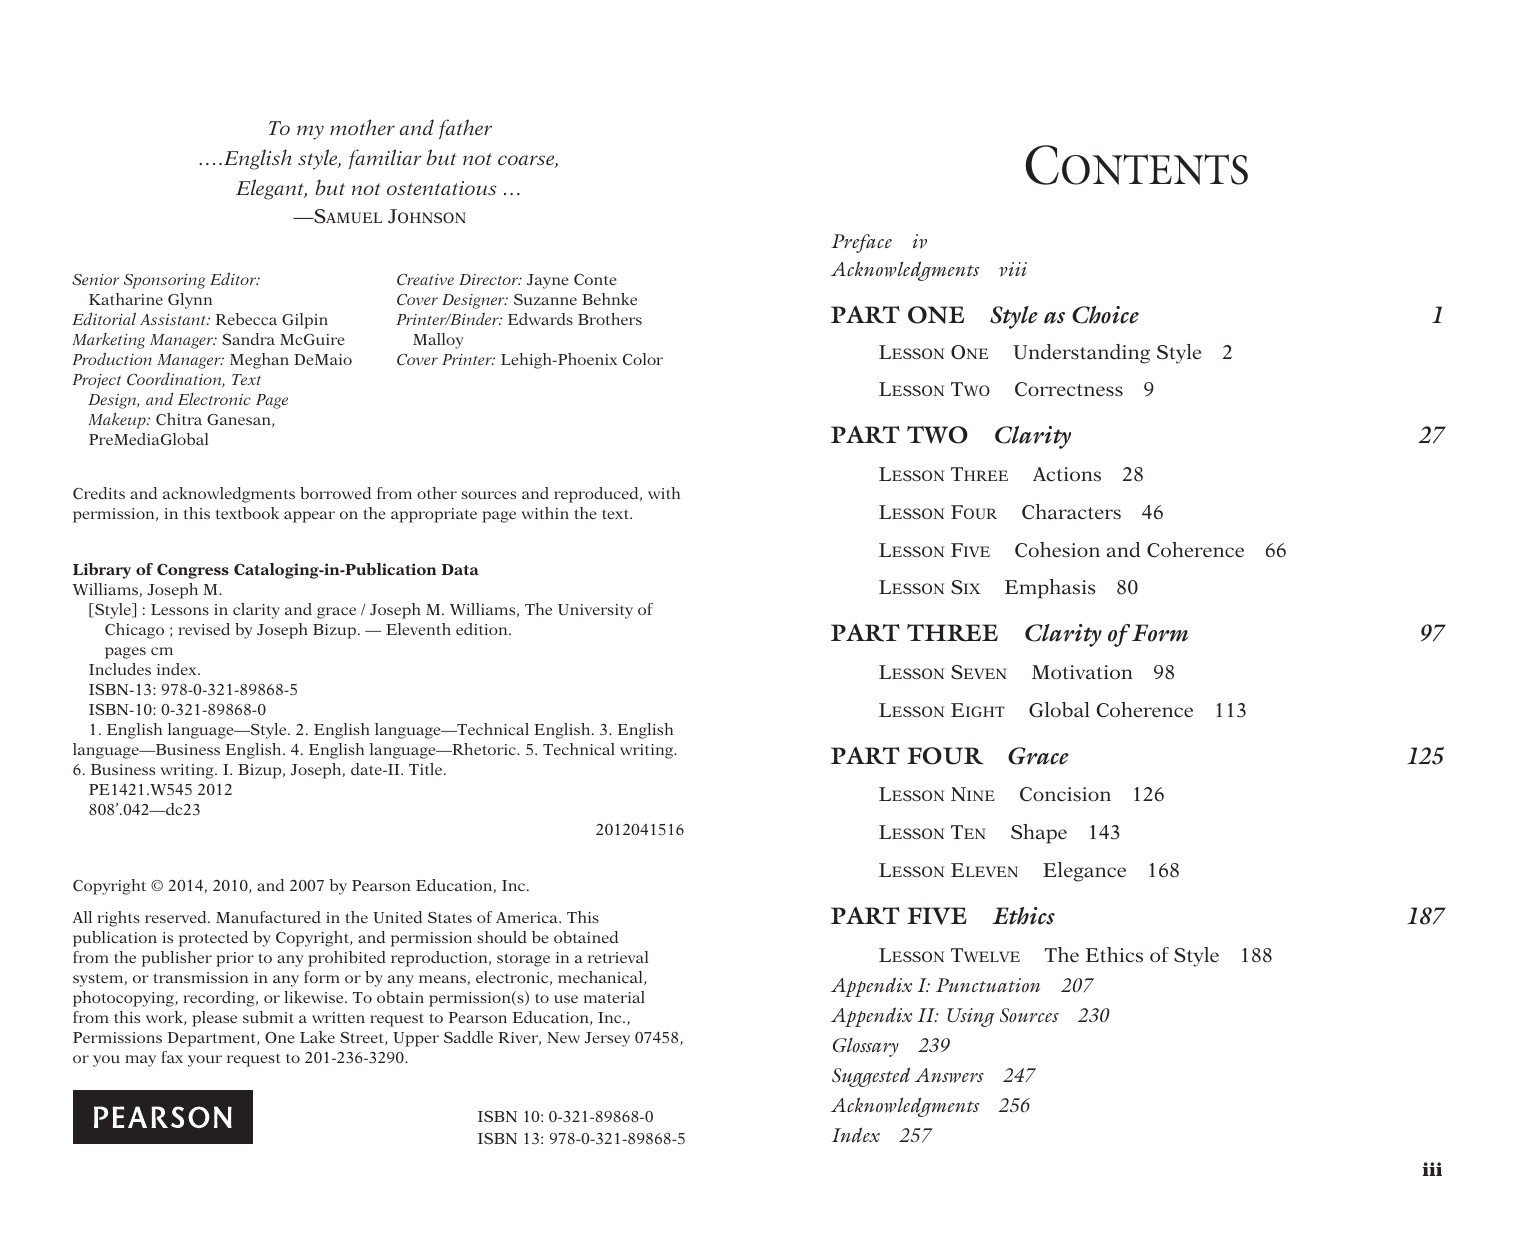 To my mother and father
….English style, familiar but not coarse,
Elegant, but not ostentatious …
—Samuel Johnson
Senior Sponsoring Editor:
Katharine Glynn
Editorial Assistant: Rebecca Gilpin
Marketing Manager: Sandra McGuire
Production Manager: Meghan DeMaio
Project Coordination, Text
Design, and Electronic Page
Makeup: Chitra Ganesan,
PreMediaGlobal
Creative Director: Jayne Conte
Cover Designer: Suzanne Behnke
Printer/Binder: Edwards Brothers
Malloy
Cover Printer: Lehigh-Phoenix Color
Credits and acknowledgments borrowed from other sources and reproduced, with
permission, in this textbook appear on the appropriate page within the text.
Library of Congress Cataloging-in-Publication Data
Williams, Joseph M.
[Style] : Lessons in clarity and grace / Joseph M. Williams, The University of
Chicago ; revised by Joseph Bizup. — Eleventh edition.
pages cm
Includes index.
ISBN-13: 978-0-321-89868-5
ISBN-10: 0-321-89868-0
1. English language—Style. 2. English language—Technical English. 3. English
language—Business English. 4. English language—Rhetoric. 5. Technical writing.
6. Business writing. I. Bizup, Joseph, date-II. Title.
PE1421.W545 2012
808’.042—dc23
2012041516
Copyright © 2014, 2010, and 2007 by Pearson Education, Inc.
All rights reserved. Manufactured in the United States of America. This
publication is protected by Copyright, and permission should be obtained
from the publisher prior to any prohibited reproduction, storage in a retrieval
system, or transmission in any form or by any means, electronic, mechanical,
photocopying, recording, or likewise. To obtain permission(s) to use material
from this work, please submit a written request to Pearson Education, Inc.,
Permissions Department, One Lake Street, Upper Saddle River, New Jersey 07458,
or you may fax your request to 201-236-3290.
PEARSON
ISBN 10: 0-321-89868-0
ISBN 13: 978-0-321-89868-5
Contents
Preface iv
Acknowledgments viii
PART ONE Style as Choice 1
Lesson One Understanding Style 2
Lesson Two Correctness 9
PART TWO Clarity 27
Lesson Three Actions 28
Lesson Four Characters 46
Lesson Five Cohesion and Coherence 66
Lesson Six Emphasis 80
PART THREE Clarity of Form 97
Lesson Seven Motivation 98
Lesson Eight Global Coherence 113
PART FOUR Grace 125
Lesson Nine Concision 126
Lesson Ten Shape 143
Lesson Eleven Elegance 168
PART FIVE Ethics 187
Lesson Twelve The Ethics of Style 188
Appendix I: Punctuation 207
Appendix II: Using Sources 230
Glossary 239
Suggested Answers 247
Acknowledgments 256
Index 257
iii